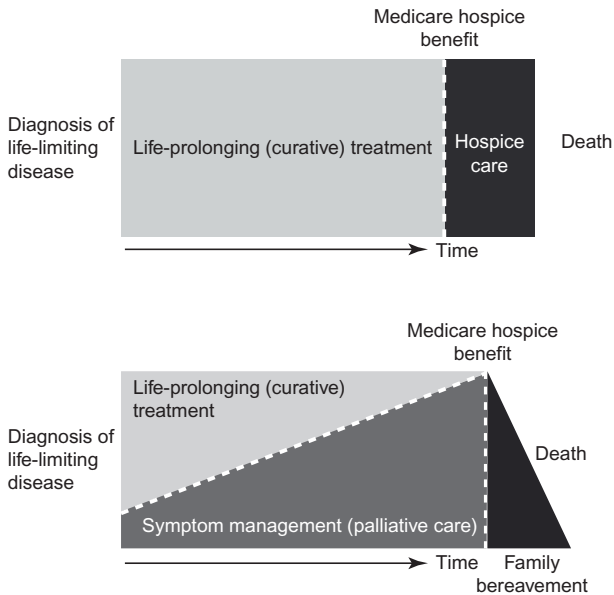 Medicare hospice
benefit
Diagnosis of
life-limiting
disease
Life-prolonging (curative) treatment
Hospice
care
Death
Time
Medicare hospice
benefit
Life-prolonging (curative)
treatment
Diagnosis of
life-limiting
disease
Death
Symptom management (palliative care)
Time
Family
bereavement